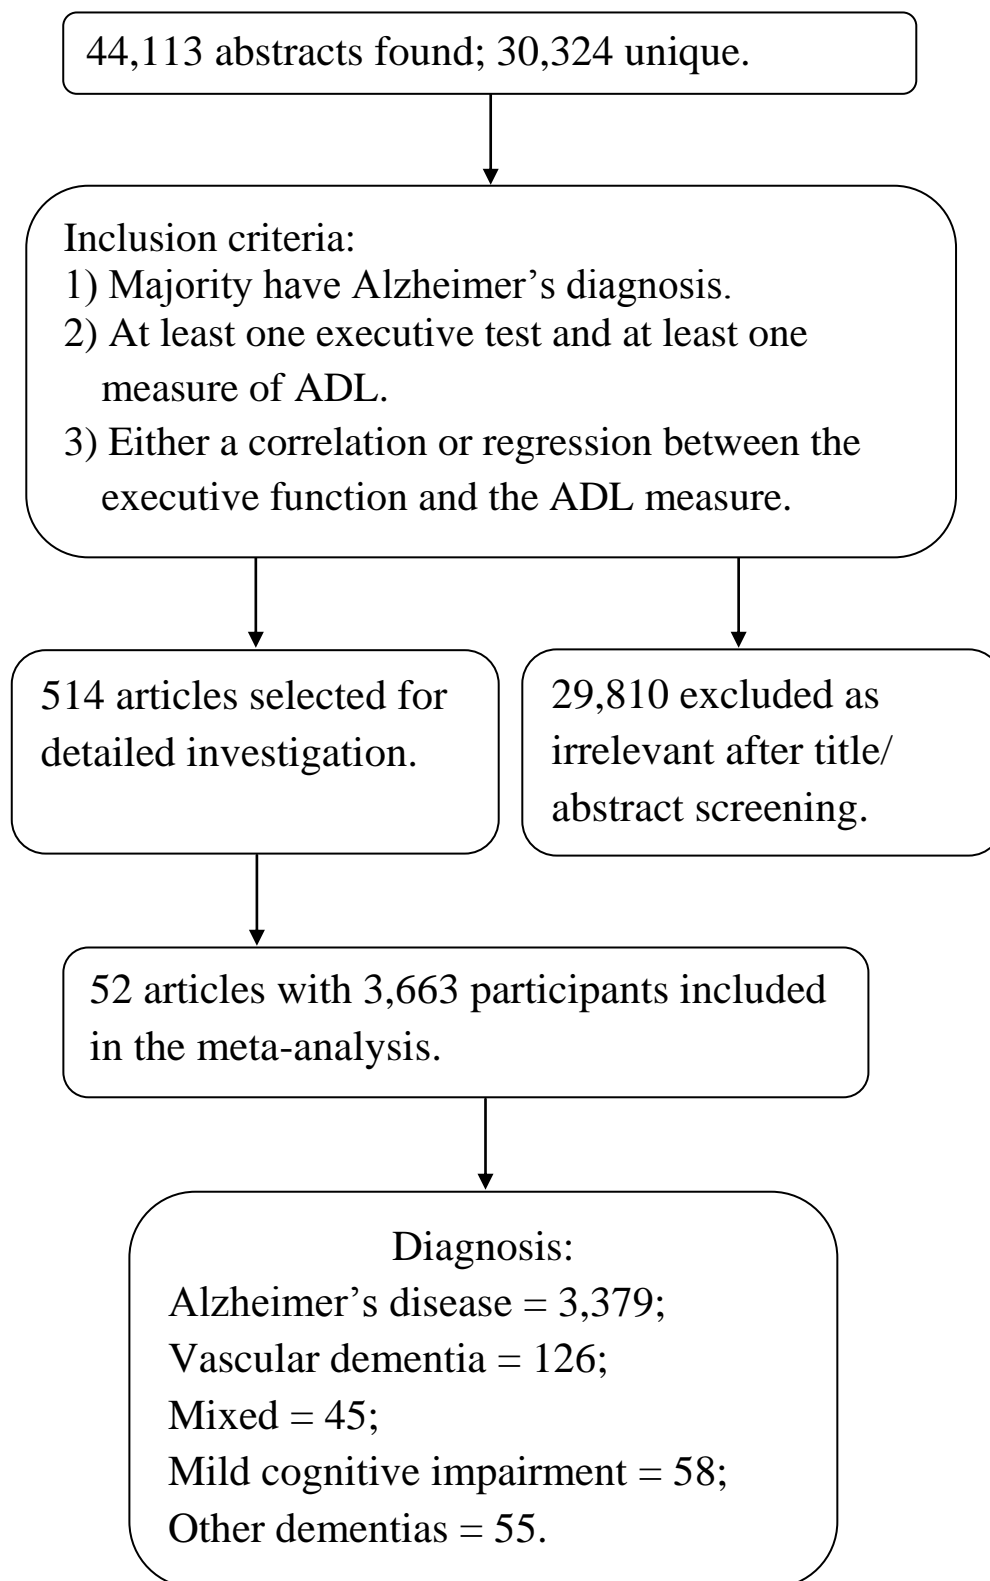 44,113 abstracts found; 30,324 unique.
Inclusion criteria:
1) Majority have Alzheimer’s diagnosis.
2) At least one executive test and at least one
measure of ADL.
3) Either a correlation or regression between the
executive function and the ADL measure.
514 articles selected for
detailed investigation.
29,810 excluded as
irrelevant after title/
abstract screening.
52 articles with 3,663 participants included
in the meta-analysis.
Diagnosis:
Alzheimer’s disease = 3,379;
Vascular dementia = 126;
Mixed = 45;
Mild cognitive impairment = 58;
Other dementias = 55.